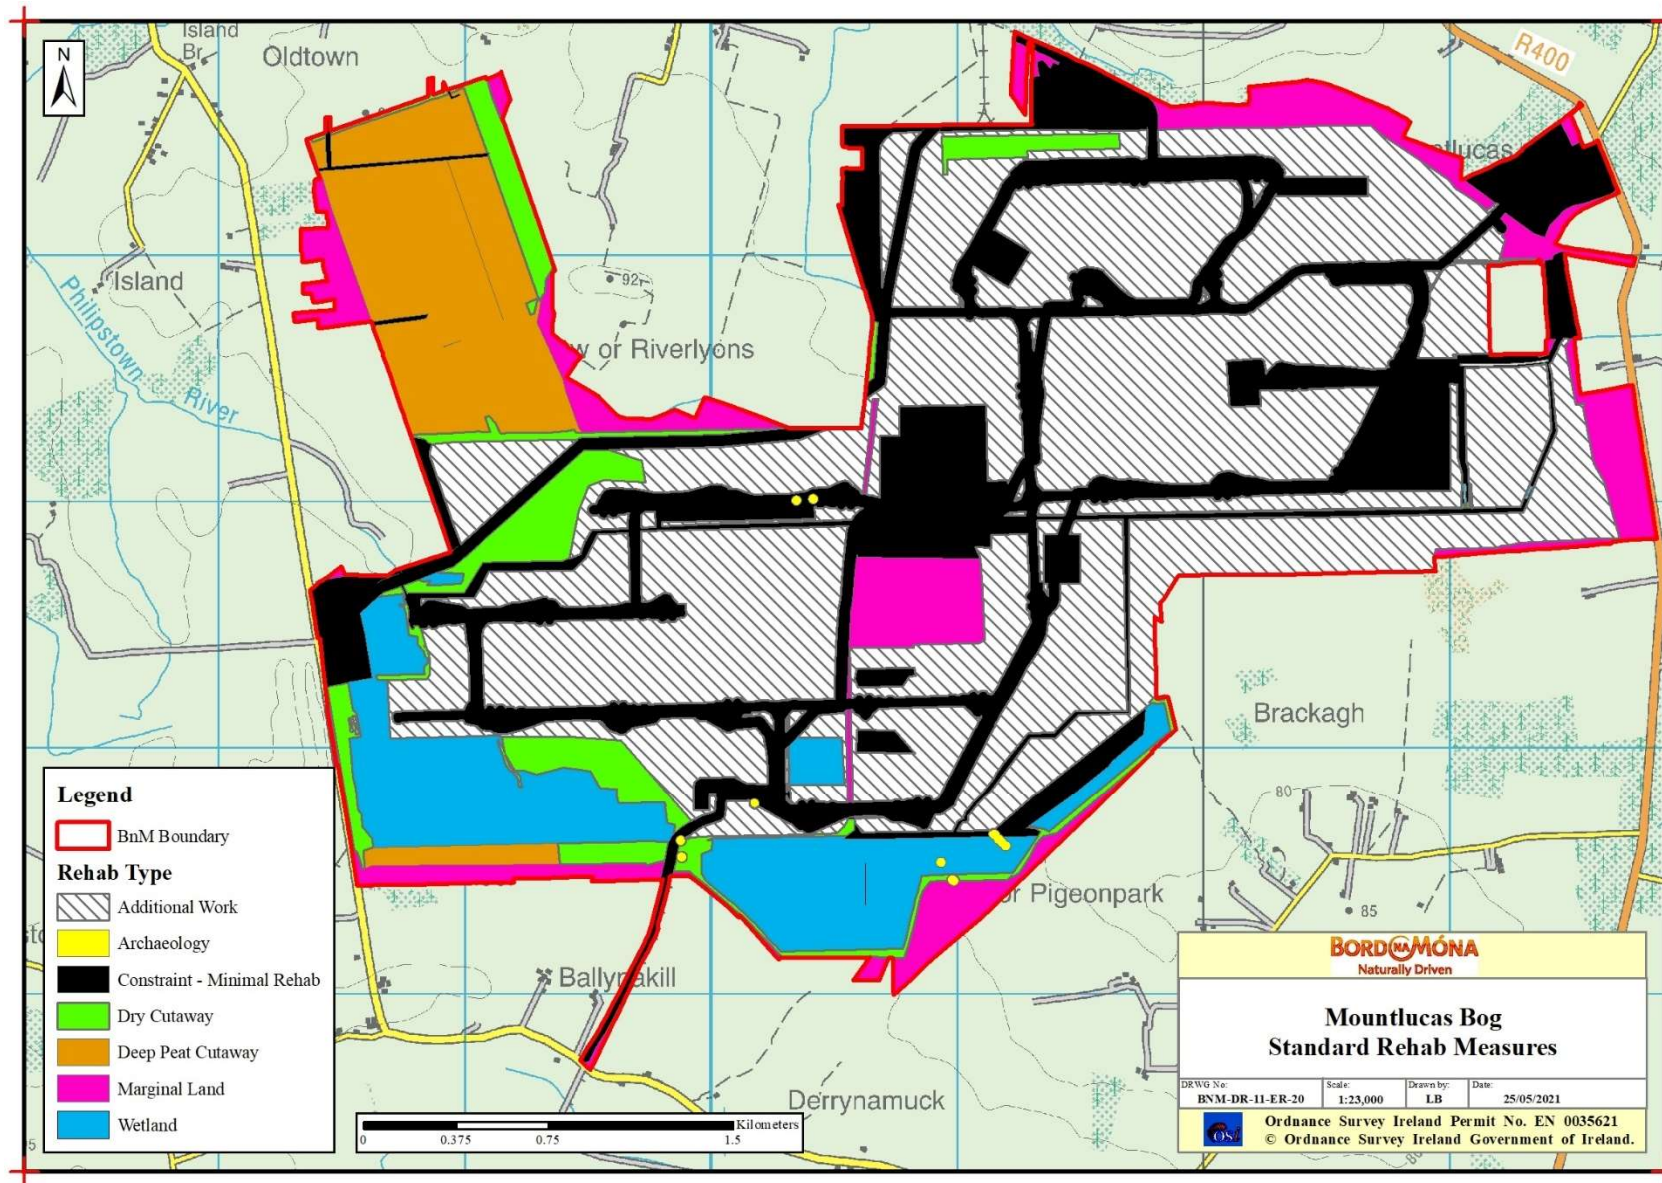 Island
Br
Oldtown
N
R400
Island
92
Philipstown
River
or Riverlyons
Brackagh
80
85
or Pigeonpark
Ballynakill
Derrynamuck
Legend
BnM Boundary
Rehab Type
Additional Work
Archaeology
Constraint - Minimal Rehab
Dry Cutaway
Deep Peat Cutaway
Marginal Land
Wetland
Kilometers
0 0.375 0.75 1.5
BORD NA MÓNA
Naturally Driven
Mountlucas Bog
Standard Rehab Measures
DRWG No: Scale: Drawn by: Date:
BNM-DR-11-ER-20 1:23,000 LB 25/05/2021
OSi
Ordnance Survey Ireland Permit No. EN 0035621
© Ordnance Survey Ireland Government of Ireland.